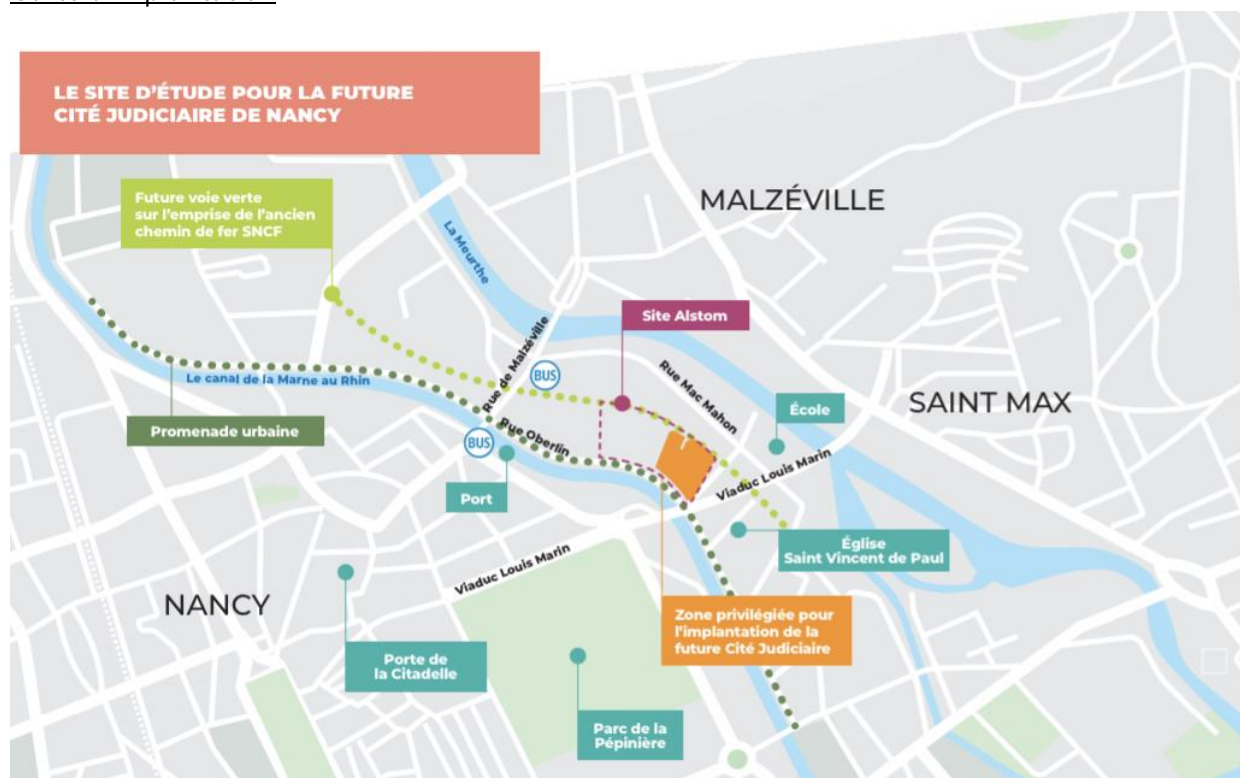 LE SITE D'ÉTUDE POUR LA FUTURE
CITÉ JUDICIAIRE DE NANCY
MALZÉVILLE
Future voie verte
sur l'emprise de l'ancien
chemin de fer SNCF
La Meurthe
Site Alstom
Rue de Malzéville
BUS
Rue Mac Mahon
Le canal de la Marne au Rhin
École
SAINT MAX
Promenade urbaine
Rue Oberlin
BUS
Port
Viaduc Louis Marin
Église
Saint Vincent de Paul
Viaduc Louis Marin
NANCY
Zone privilégiée pour
l'implantation de la
future Cité Judiciaire
Porte de
la Citadelle
Parc de la
Pépinière